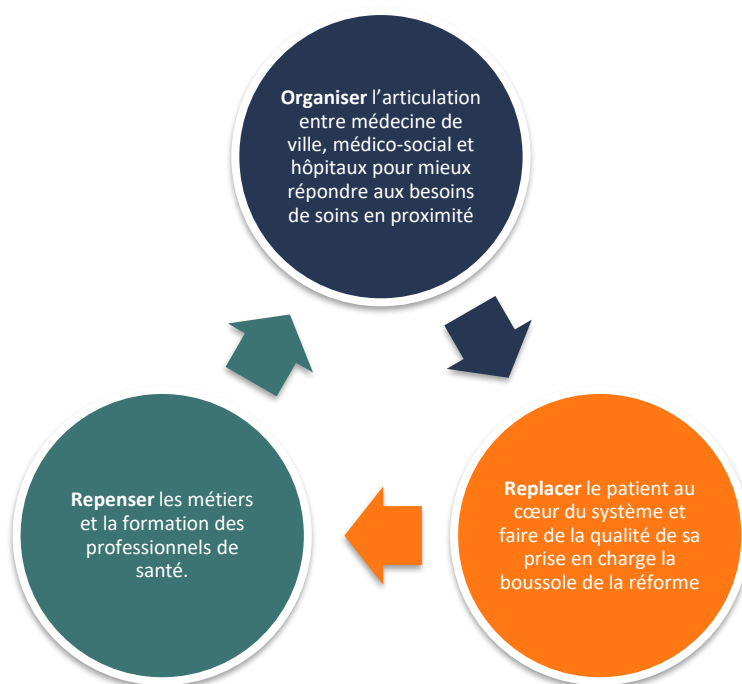 Organiser l’articulation
entre médecine de
ville, médico-social et
hôpitaux pour mieux
répondre aux besoins
de soins en proximité
Repenser les métiers
et la formation des
professionnels de
santé.
Replacer le patient au
cœur du système et
faire de la qualité de sa
prise en charge la
boussole de la réforme